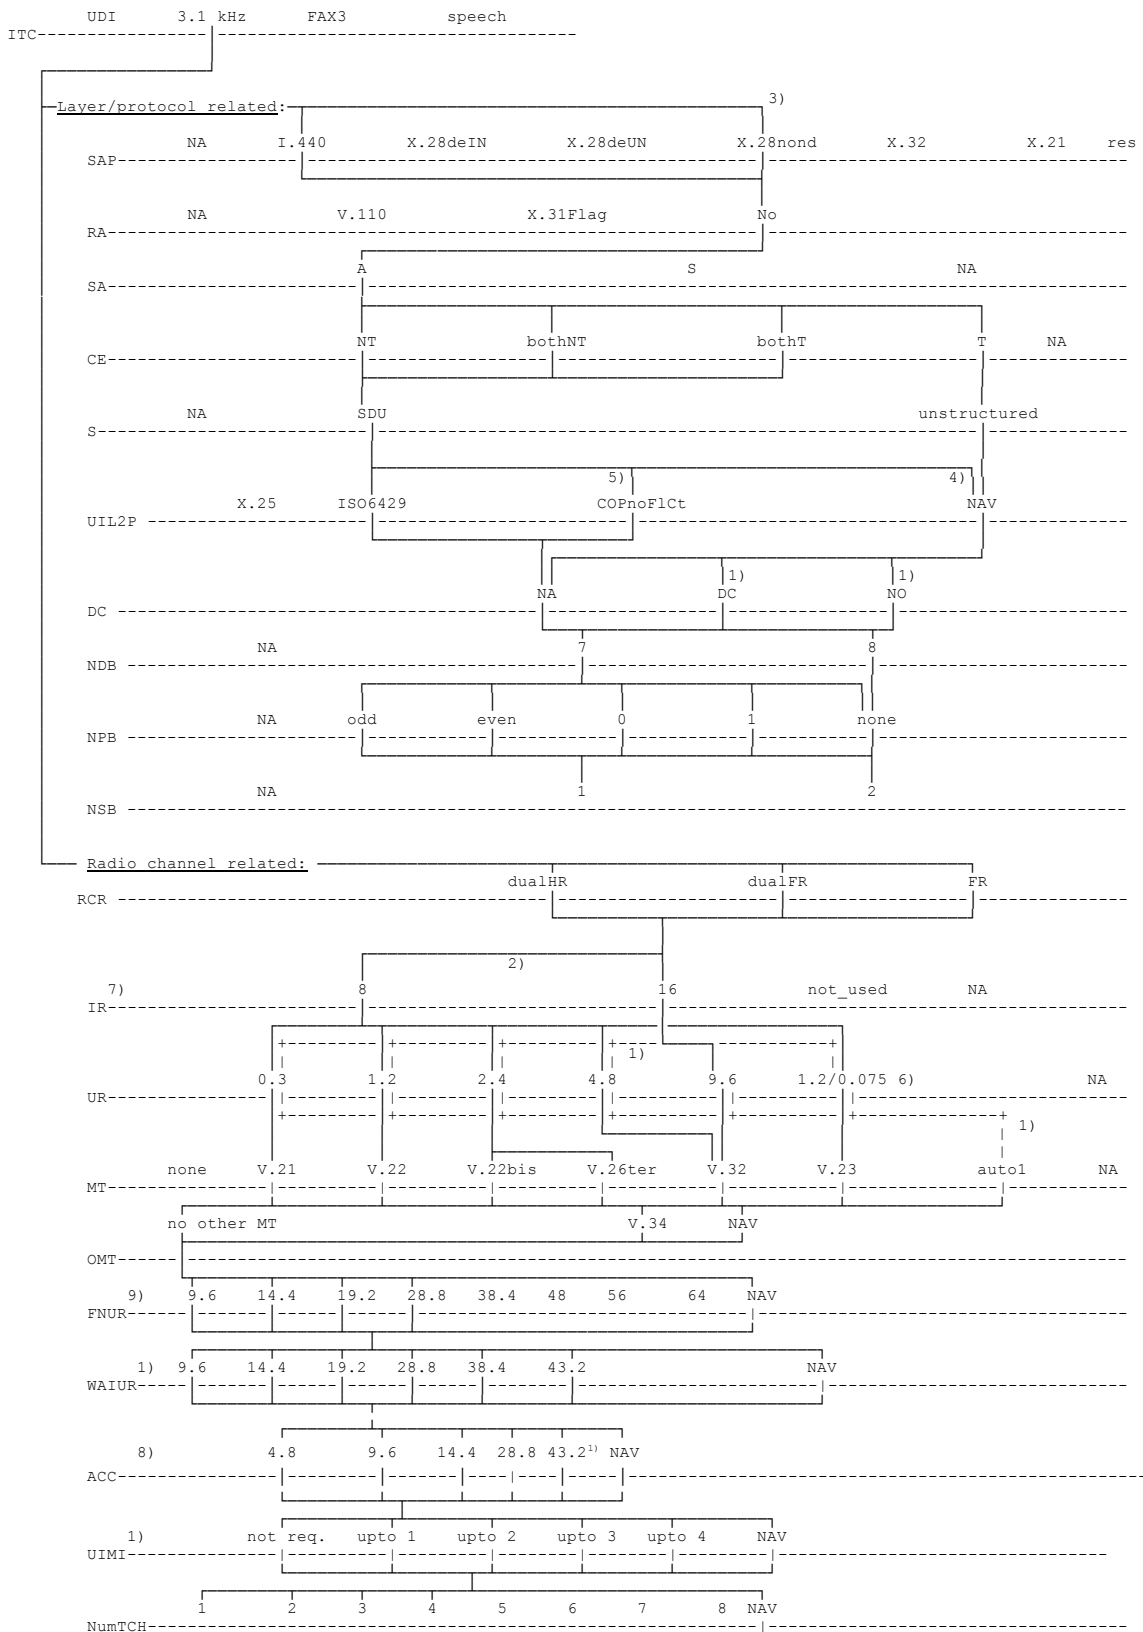 UDI 3.1 kHz FAX3 speech
ITC
Layer/protocol related:
3)
NA I.440 X.28deIN X.28deUN X.28nond X.32 X.21 res
SAP
NA V.110 X.31Flag No
RA
A S NA
SA
NT bothNT bothT T NA
CE
NA SDU unstructured
S
5) 4)
X.25 ISO6429 COPnoFlCt NAV
UIL2P
1) 1)
NA DC NO
DC
NA 7 8
NDB
NA odd even 0 1 none
NPB
NA 1 2
NSB
Radio channel related:
dualHR dualFR FR
RCR
2)
7) 8 16 not_used NA
IR
1)
0.3 1.2 2.4 4.8 9.6 1.2/0.075 6) NA
UR
1)
none V.21 V.22 V.22bis V.26ter V.32 V.23 auto1 NA
MT
no other MT V.34 NAV
OMT
9) 9.6 14.4 19.2 28.8 38.4 48 56 64 NAV
FNUR
1) 9.6 14.4 19.2 28.8 38.4 43.2 NAV
WAIUR
8) 4.8 9.6 14.4 28.8 43.2 1) NAV
ACC
1) not req. upto 1 upto 2 upto 3 upto 4 NAV
UIMI
1 2 3 4 5 6 7 8 NAV
NumTCH